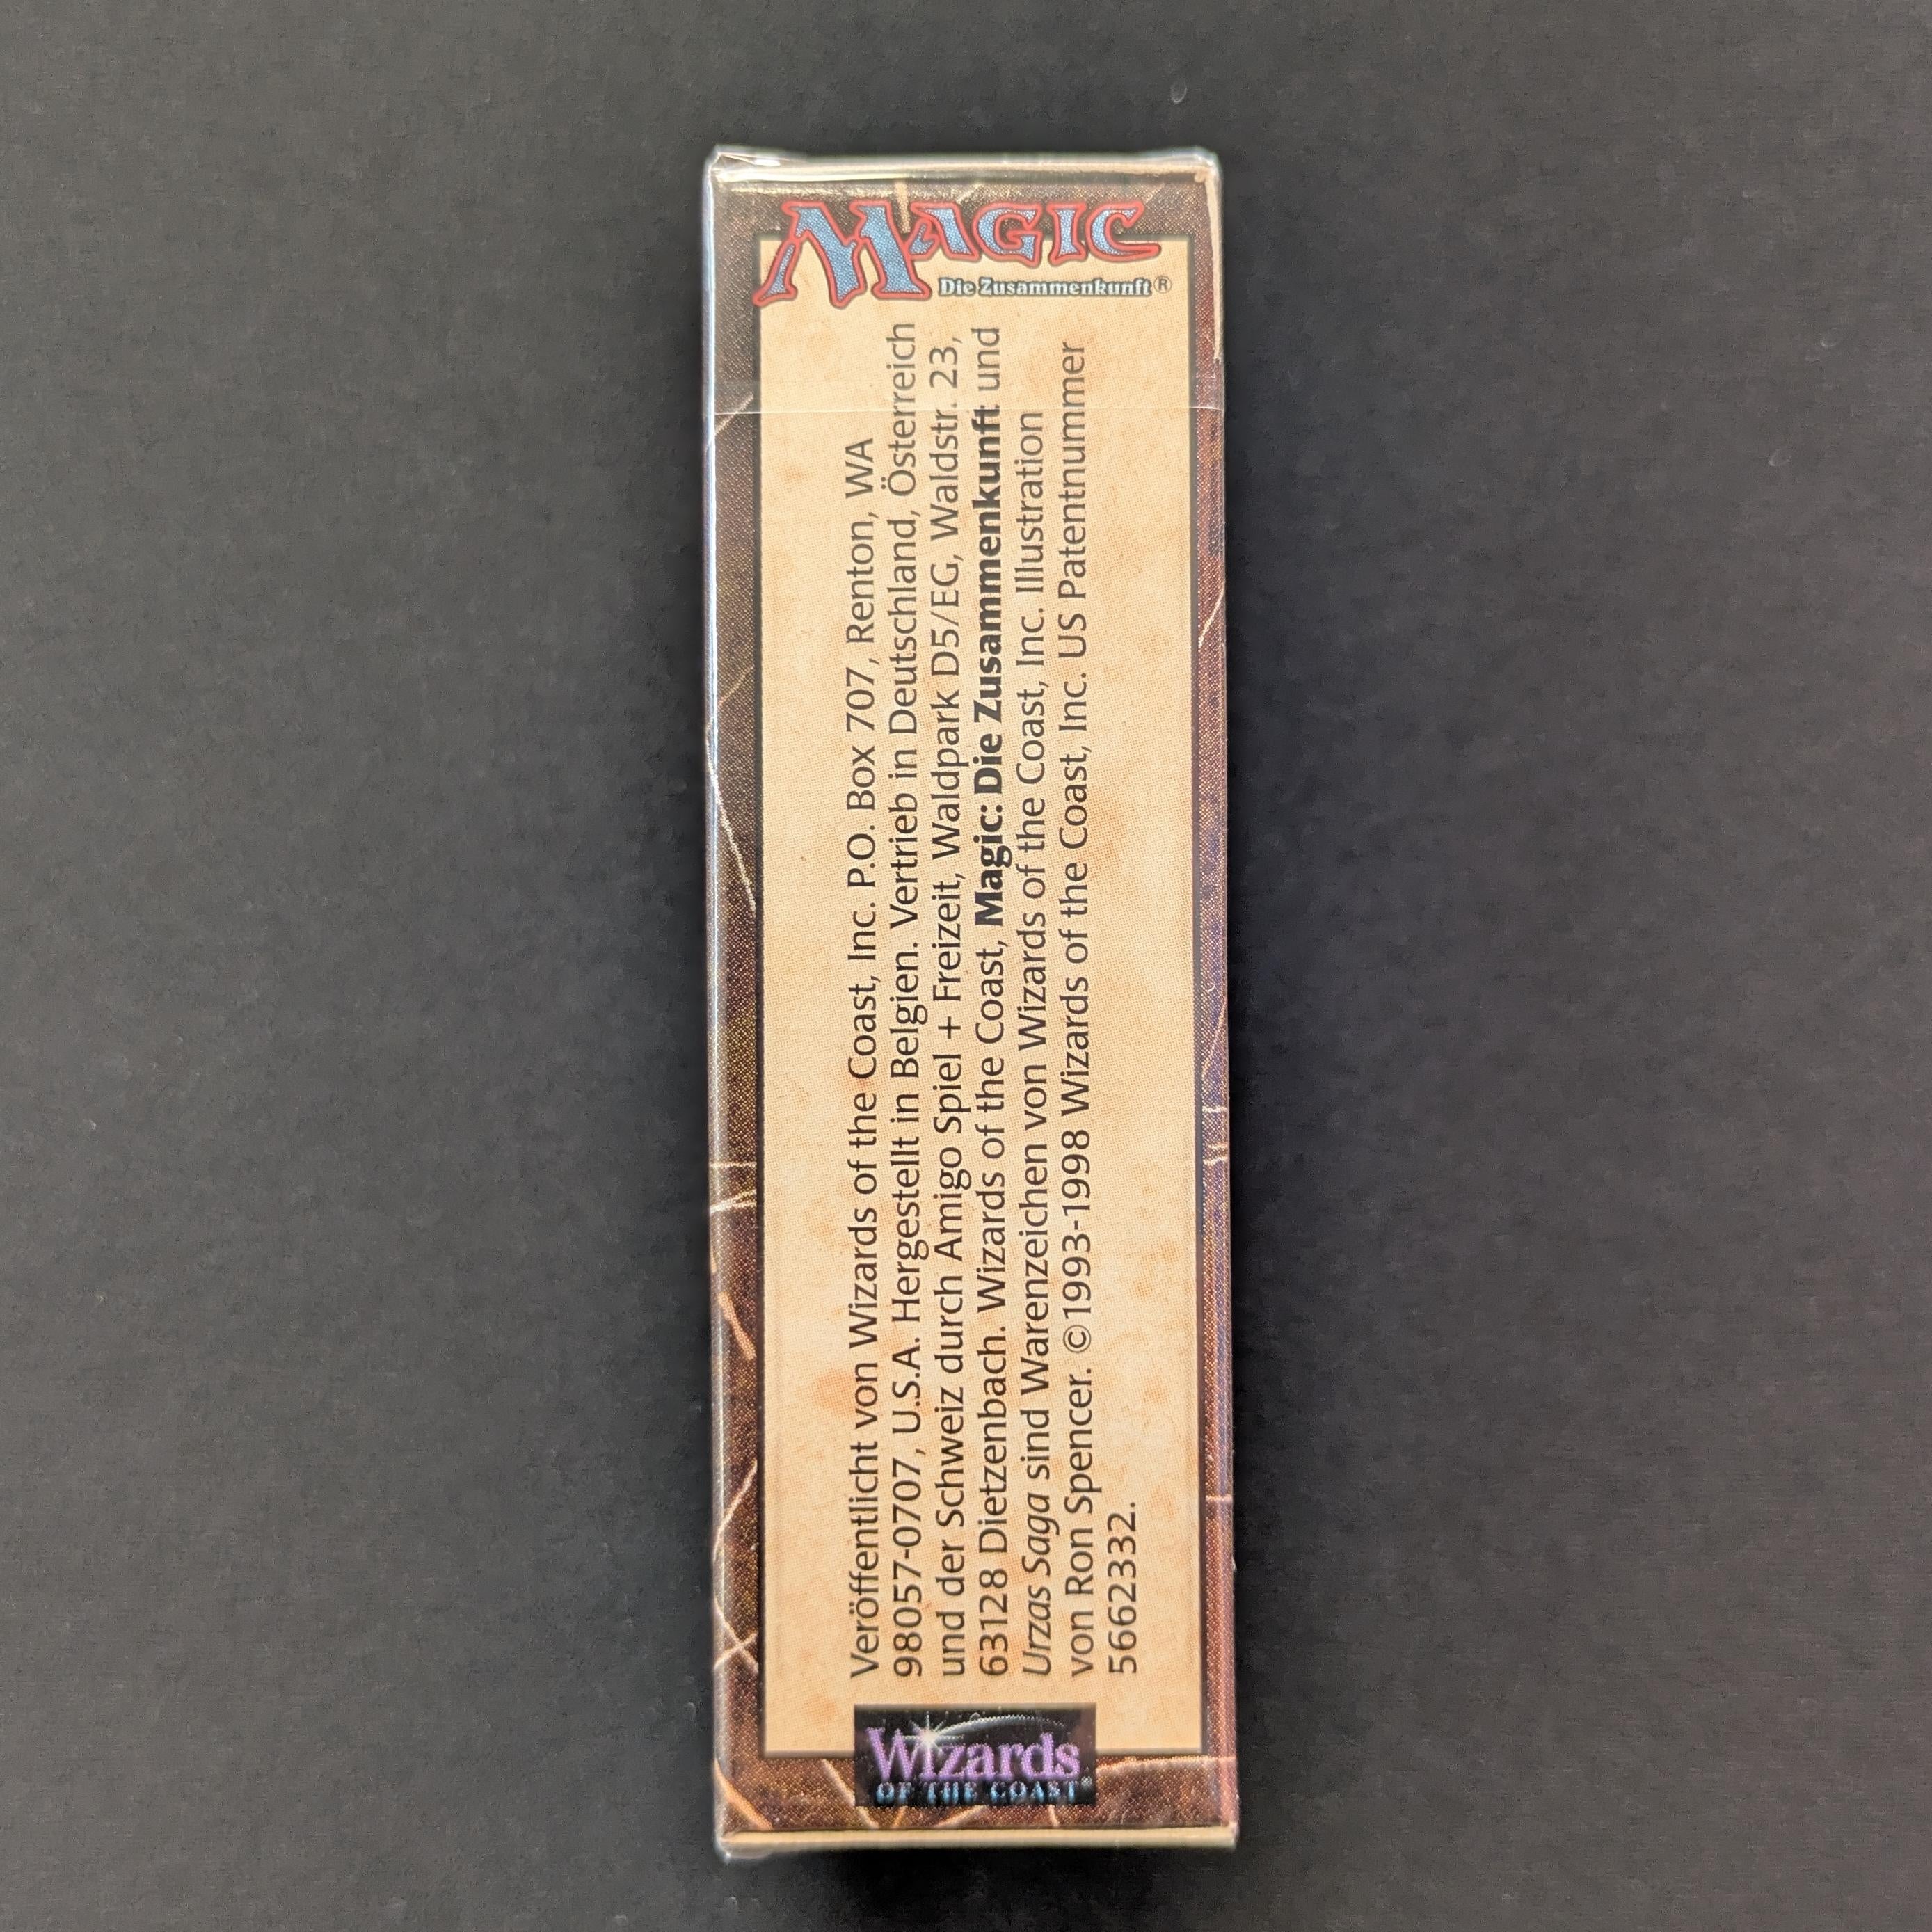 MAGIC
Die Zusammenkunft®
Veröffentlicht von Wizards of the Coast, Inc. P.O. Box 707, Renton, WA
98057-0707, U.S.A. Hergestellt in Belgien. Vertrieb in Deutschland, Österreich
und der Schweiz durch Amigo Spiel + Freizeit, Waldpark D5/EG, Waldstr. 23,
63128 Dietzenbach. Wizards of the Coast, Magic: Die Zusammenkunft und
Urzas Saga sind Warenzeichen von Wizards of the Coast, Inc. Illustration
von Ron Spencer. ©1993-1998 Wizards of the Coast, Inc. US Patentnummer
5662332.
Wizards
OF THE COAST®